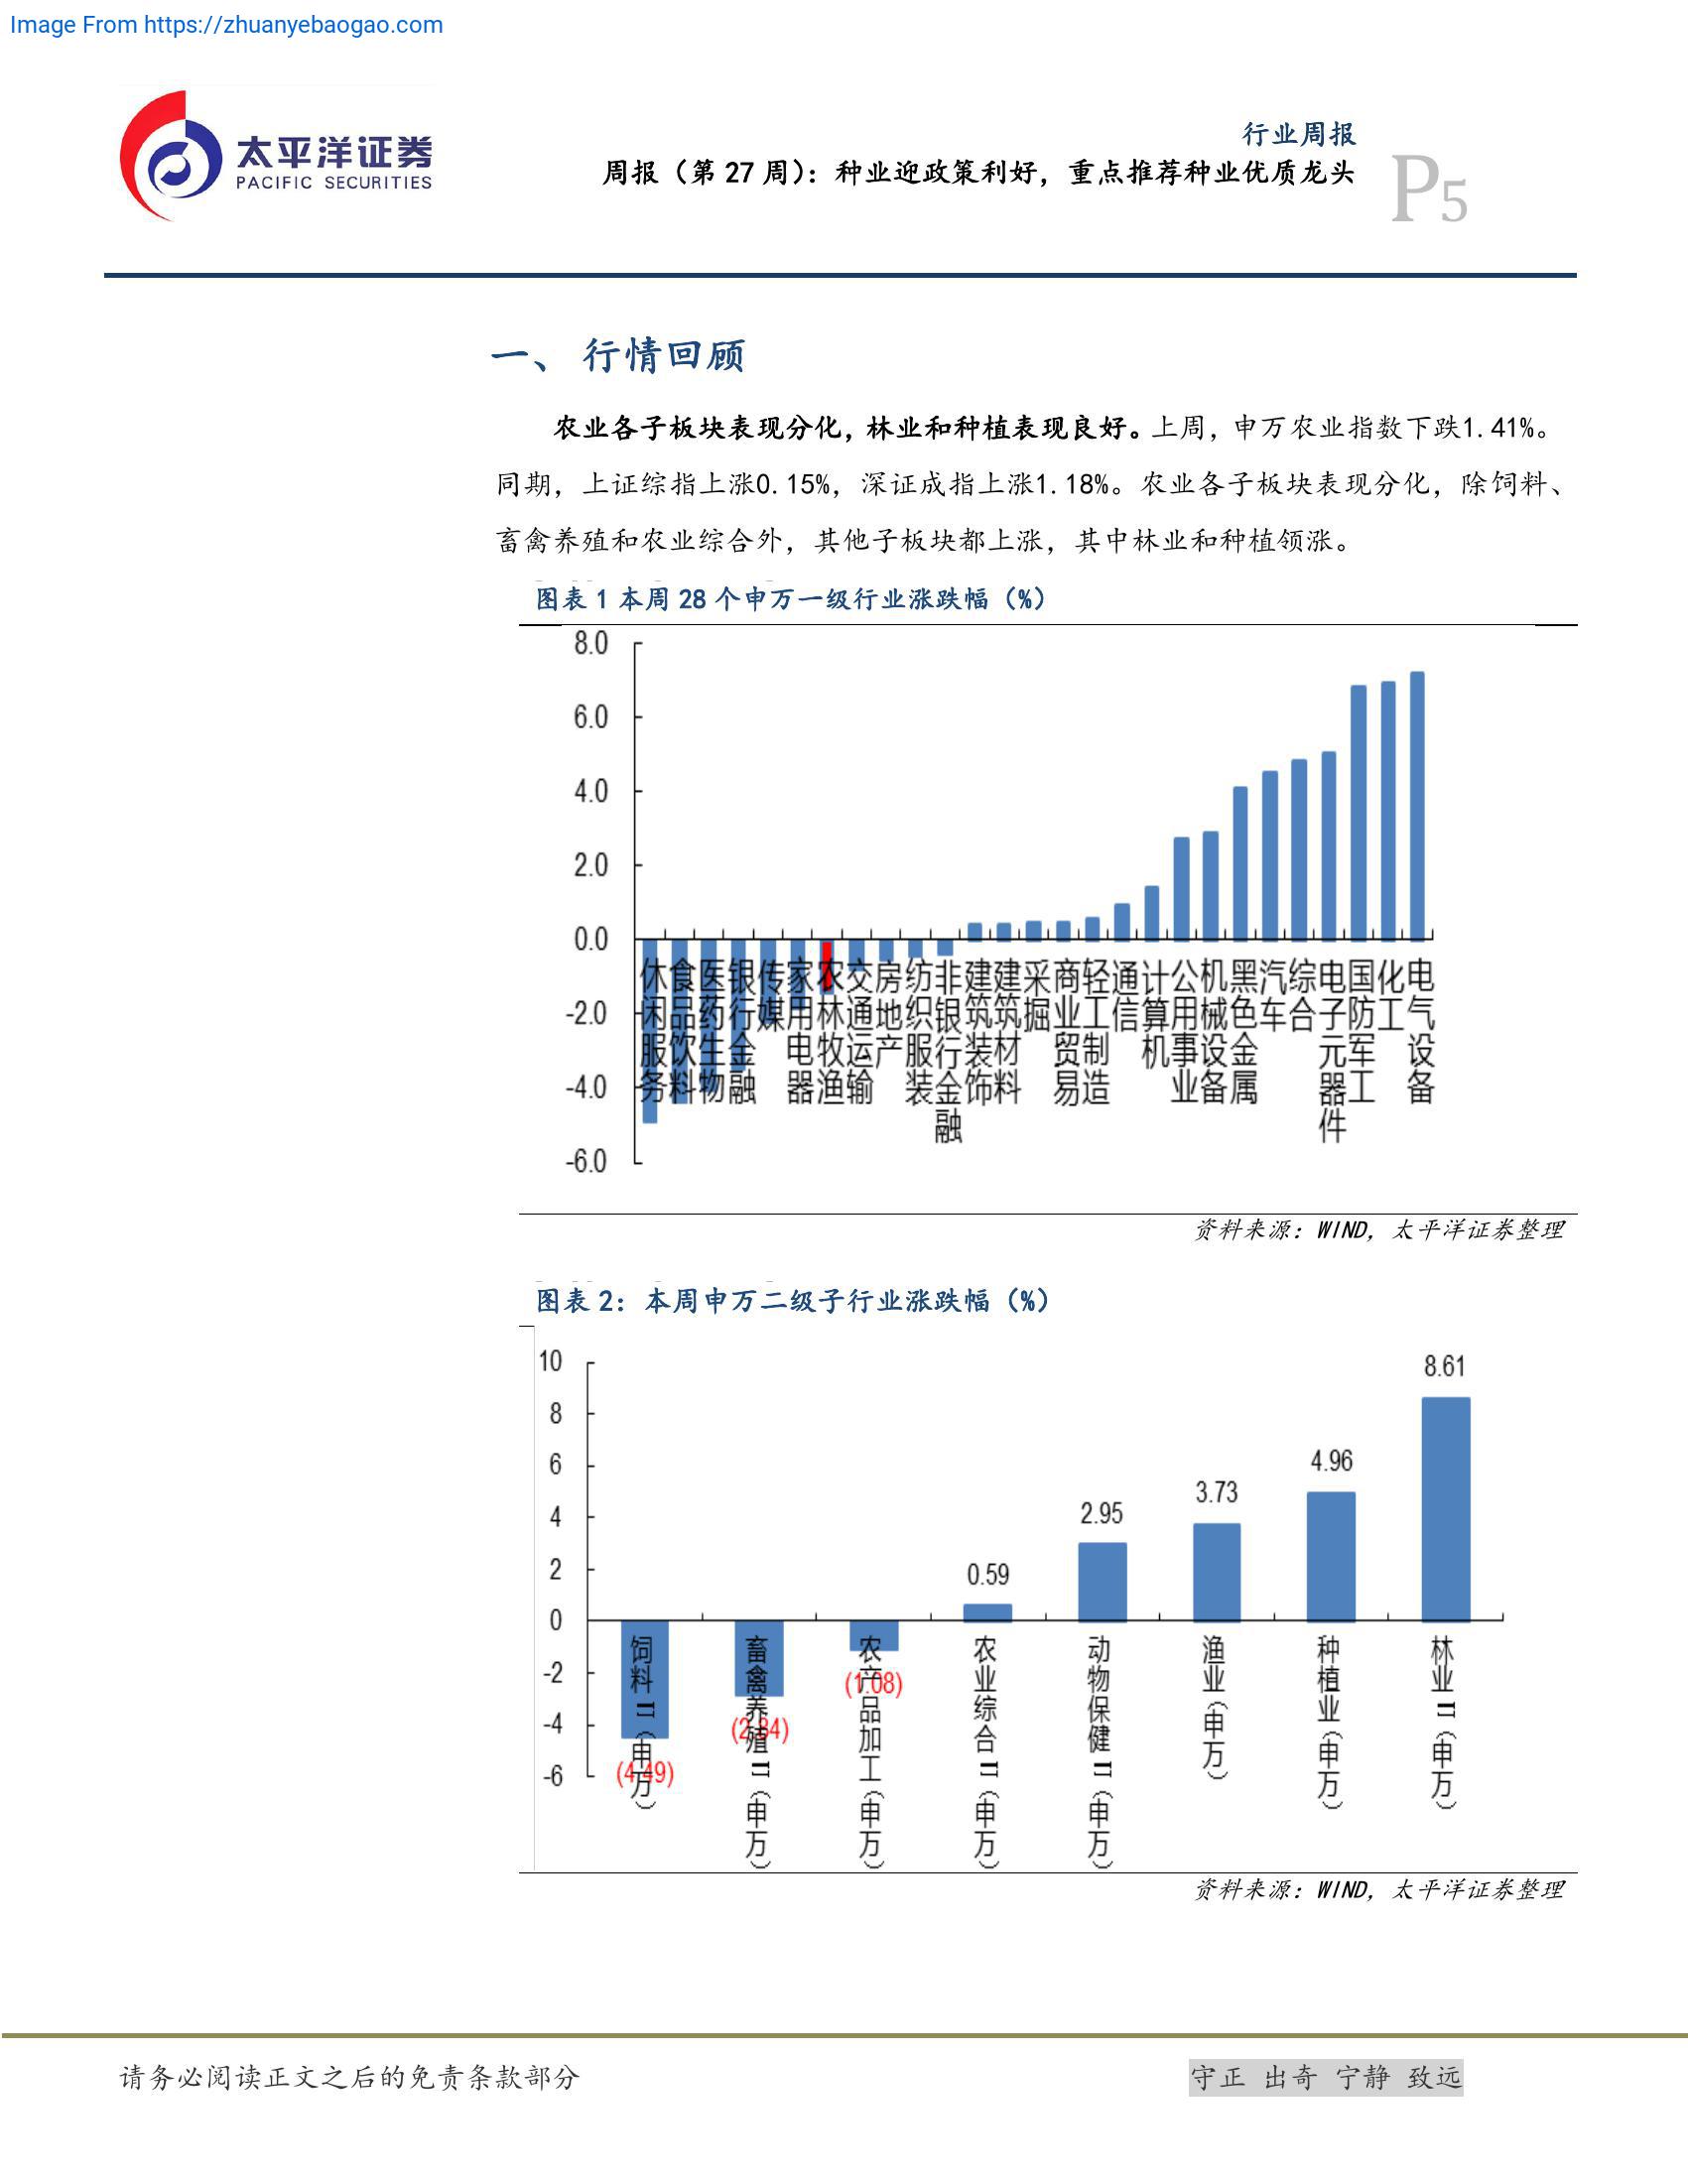 Image From https://zhuanyebaogao.com
太平洋证券
PACIFIC SECURITIES
行业周报
周报（第 27 周）：种业迎政策利好，重点推荐种业优质龙头
P5
一、 行情回顾
农业各子板块表现分化，林业和种植表现良好。上周，申万农业指数下跌1.41%。
同期，上证综指上涨0.15%，深证成指上涨1.18%。农业各子板块表现分化，除饲料、
畜禽养殖和农业综合外，其他子板块都上涨，其中林业和种植领涨。
图表 1 本周 28 个申万一级行业涨跌幅（%）
8.0
6.0
4.0
2.0
0.0
-2.0
-4.0
-6.0
休闲服务
食品饮料
医药生物
银行金融
传媒
家用电器
农林牧渔
交通运输
房地产
纺织服装
非银行金融
建筑装饰
建筑材料
采掘
商业贸易
轻工制造
通信
计算机
公用事业
机械设备
黑色金属
汽车
综合
电子元器件
国防军工
化工
电气设备
资料来源：WIND，太平洋证券整理
图表 2：本周申万二级子行业涨跌幅（%）
10
8
6
4
2
0
-2
-4
-6
(4.49)
(2.84)
(1.08)
0.59
2.95
3.73
4.96
8.61
饲料II（申万）
畜禽养殖II（申万）
农产品加工（申万）
农业综合II（申万）
动物保健II（申万）
渔业（申万）
种植业（申万）
林业II（申万）
资料来源：WIND，太平洋证券整理
请务必阅读正文之后的免责条款部分
守正 出奇 宁静 致远